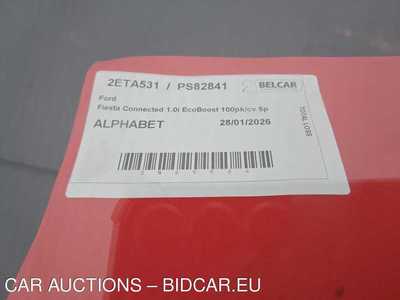 2ETA531 / PS82841
BELCAR
Ford
Fiesta Connected 1.0i EcoBoost 100pk/cv 5p
ALPHABET 28/01/2026
TOTAL LOSS
CAR AUCTIONS – BIDCAR.EU